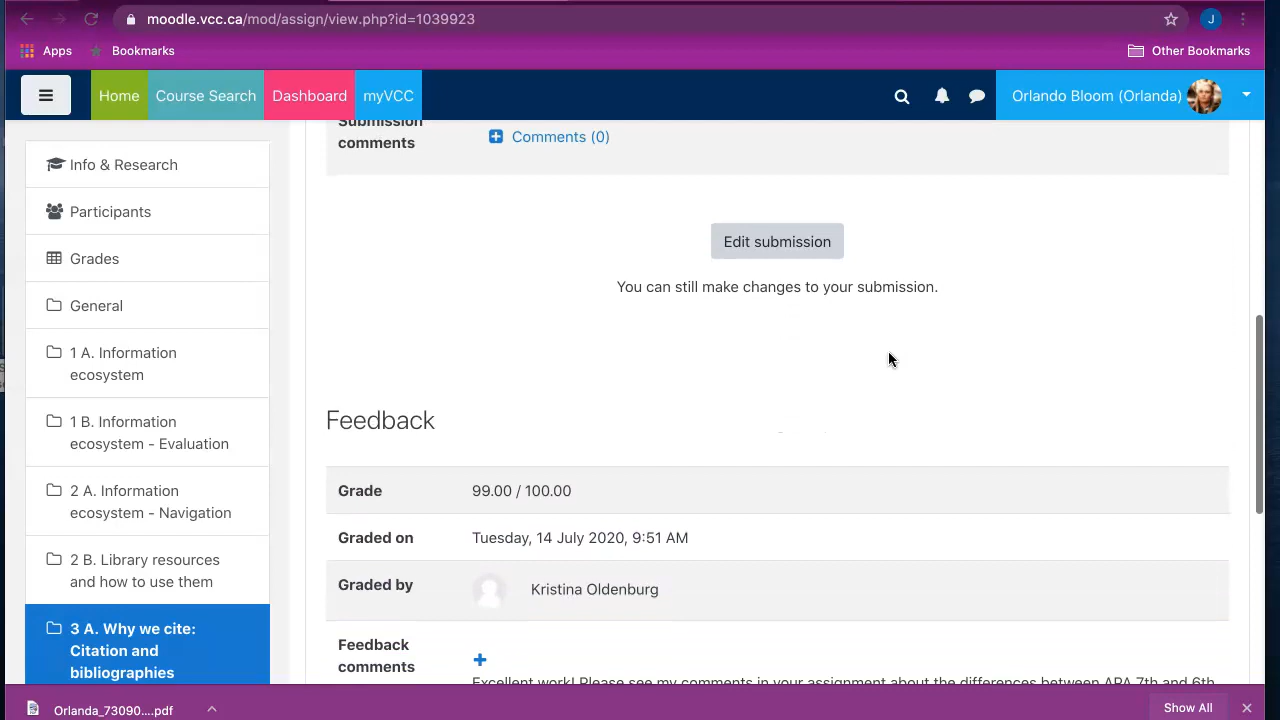 moodle.vcc.ca/mod/assign/view.php?id=1039923
J
Apps
Bookmarks
Other Bookmarks
Home
Course Search
Dashboard
myVCC
Orlando Bloom (Orlanda)
Info & Research
Participants
Grades
General
1 A. Information
ecosystem
1 B. Information
ecosystem - Evaluation
2 A. Information
ecosystem - Navigation
2 B. Library resources
and how to use them
3 A. Why we cite:
Citation and
bibliographies
Submission
comments
Comments (0)
Edit submission
You can still make changes to your submission.
Feedback
Grade
99.00 / 100.00
Graded on
Tuesday, 14 July 2020, 9:51 AM
Graded by
Kristina Oldenburg
Feedback
comments
Excellent work! Please see my comments in your assignment about the differences between APA 7th and 6th
Orlanda_73090....pdf
Show All